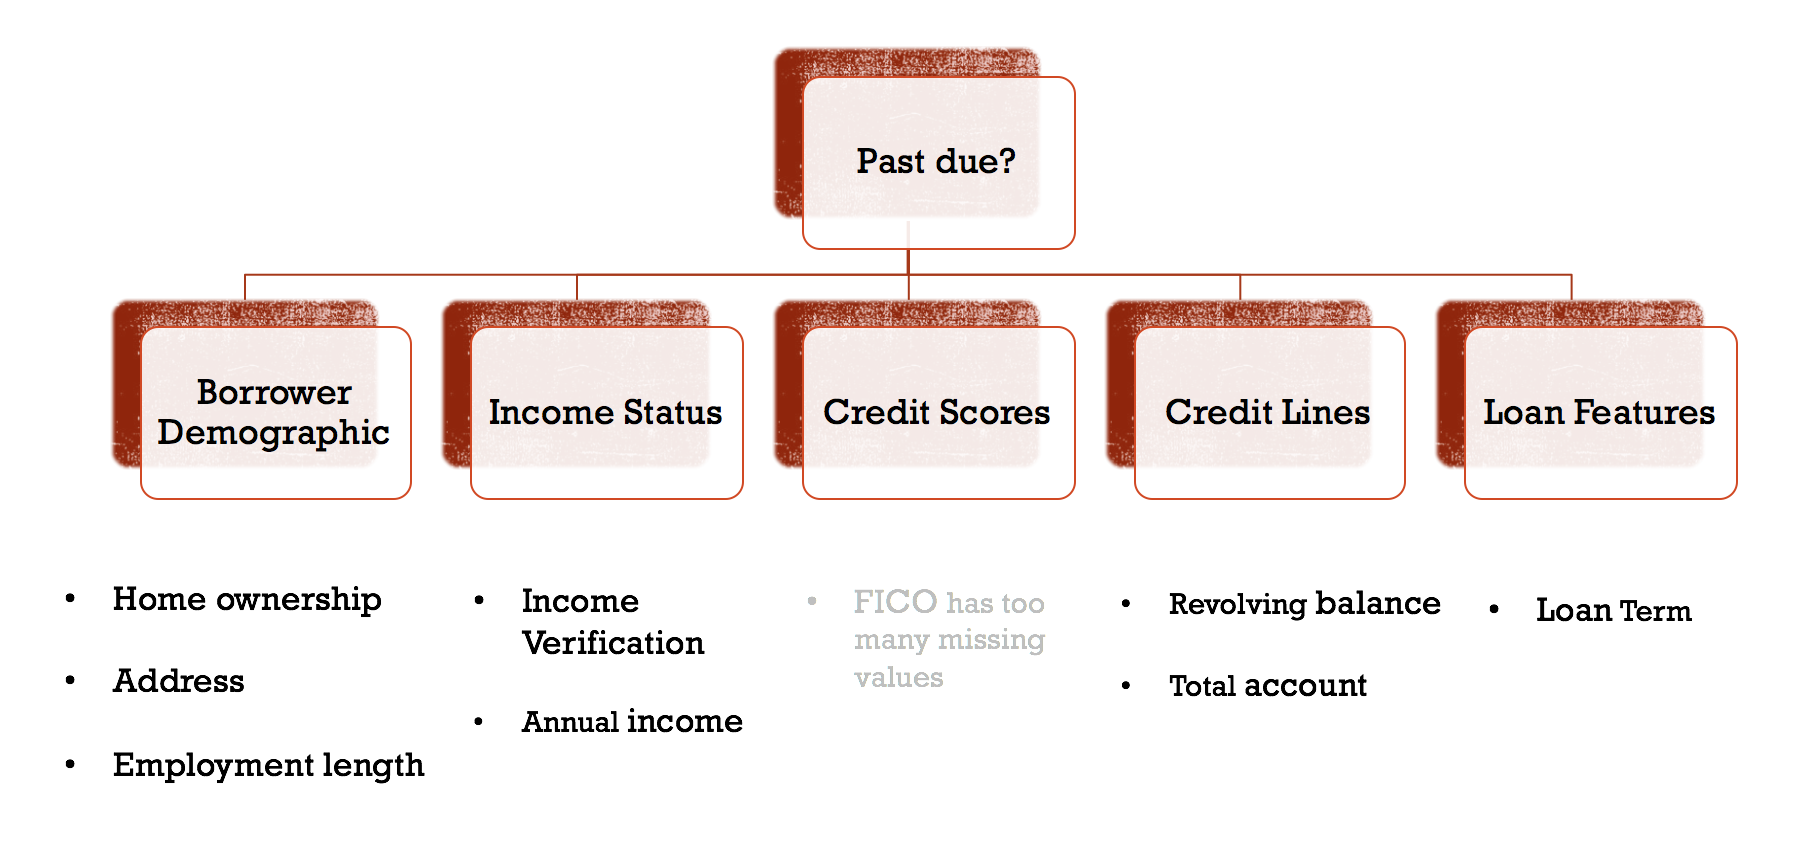 Past due?
Borrower
Demographic
Income Status
Credit Scores
Credit Lines
Loan Features
• Home ownership
• Address
• Employment length
• Income
Verification
• Annual income
• FICO has too
many missing
values
• Revolving balance
• Total account
• Loan Term